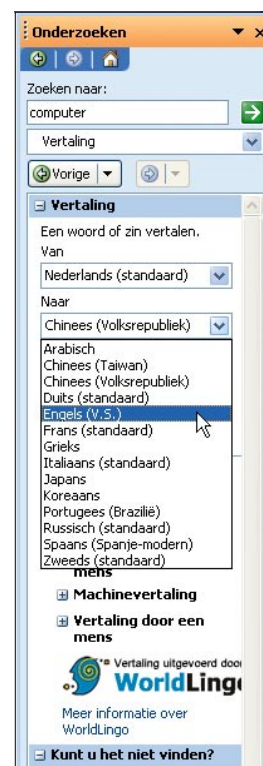 Onderzoeken
Zoeken naar:
computer
Vertaling
Vorige
Vertaling
Een woord of zin vertalen.
Van
Nederlands (standaard)
Naar
Chinees (Volksrepubliek)
Arabisch
Chinees (Taiwan)
Chinees (Volksrepubliek)
Duits (standaard)
Engels (V.S.)
Frans (standaard)
Grieks
Italiaans (standaard)
Japans
Koreaans
Portugees (Brazilië)
Russisch (standaard)
Spaans (Spanje-modern)
Zweeds (standaard)
mens
Machinevertaling
Vertaling door een
mens
Vertaling uitgevoerd door
WorldLingo
Meer informatie over
WorldLingo
Kunt u het niet vinden?